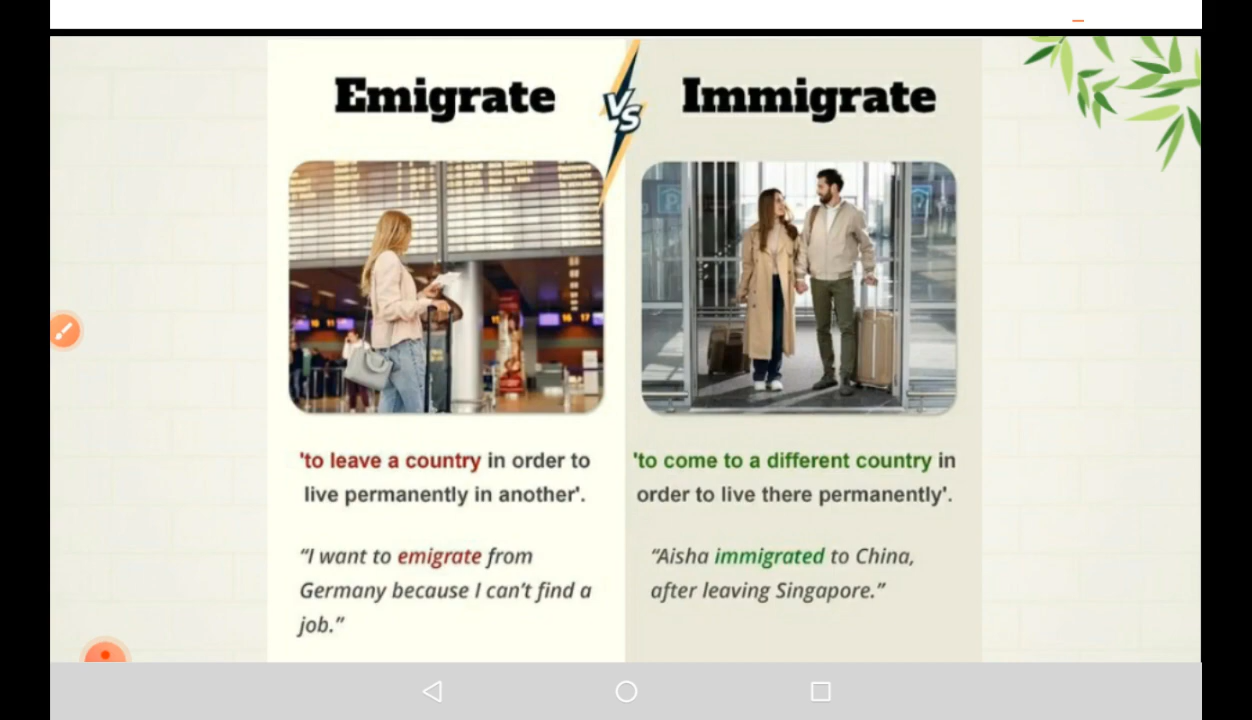 Emigrate
VS
Immigrate
'to leave a country in order to
live permanently in another'.
“I want to emigrate from
Germany because I can’t find a
job.”
'to come to a different country in
order to live there permanently'.
“Aisha immigrated to China,
after leaving Singapore.”